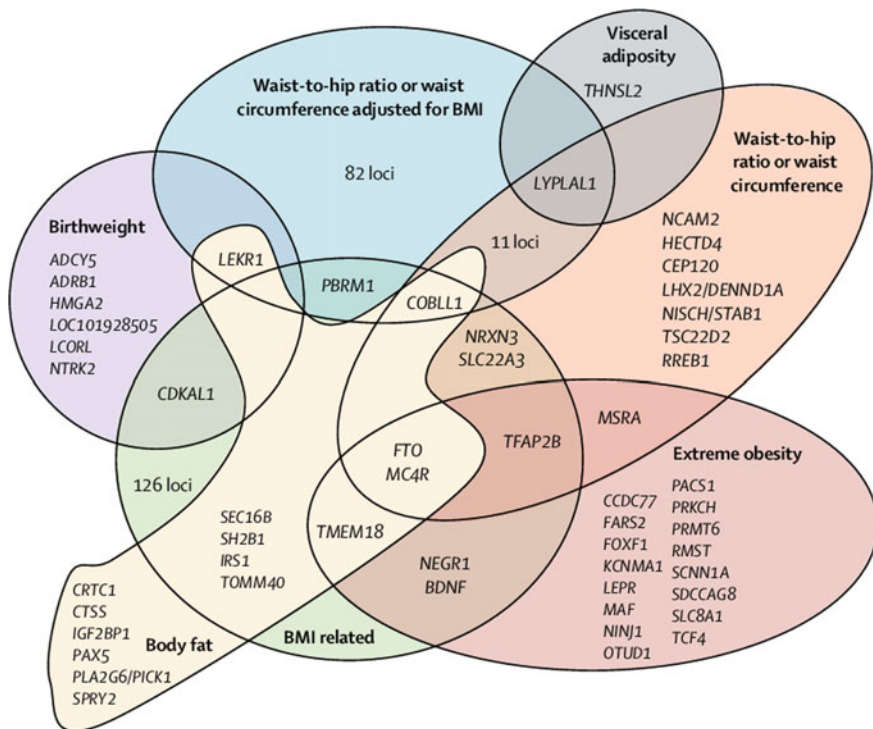 Visceral
adiposity
THNSL2
Waist-to-hip ratio or waist
circumference adjusted for BMI
82 loci
LYPLAL1
Waist-to-hip
ratio or waist
circumference
NCAM2
HECTD4
CEP120
LHX2/DENND1A
NISCH/STAB1
TSC22D2
RREB1
11 loci
Birthweight
ADCY5
ADRB1
HMGA2
LOC101928505
LCORL
NTRK2
LEKR1
PBRM1
COBLL1
NRXN3
SLC22A3
CDKAL1
MSRA
TFAP2B
FTO
MC4R
Extreme obesity
CCDC77
FARS2
FOXF1
KCNMA1
LEPR
MAF
NINJ1
OTUD1
PACS1
PRKCH
PRMT6
RMST
SCNN1A
SDCCAG8
SLC8A1
TCF4
126 loci
SEC16B
SH2B1
IRS1
TOMM40
TMEM18
NEGR1
BDNF
BMI related
Body fat
CRTC1
CTSS
IGF2BP1
PAX5
PLA2G6/PICK1
SPRY2